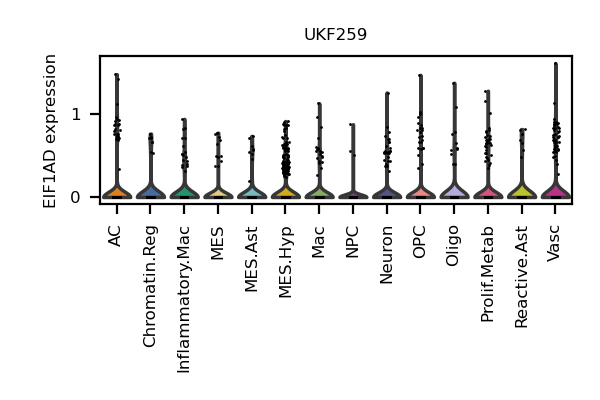 UKF259
EIF1AD expression
1
0
AC
Chromatin.Reg
Inflammatory.Mac
MES
MES.Ast
MES.Hyp
Mac
NPC
Neuron
OPC
Oligo
Prolif.Metab
Reactive.Ast
Vasc